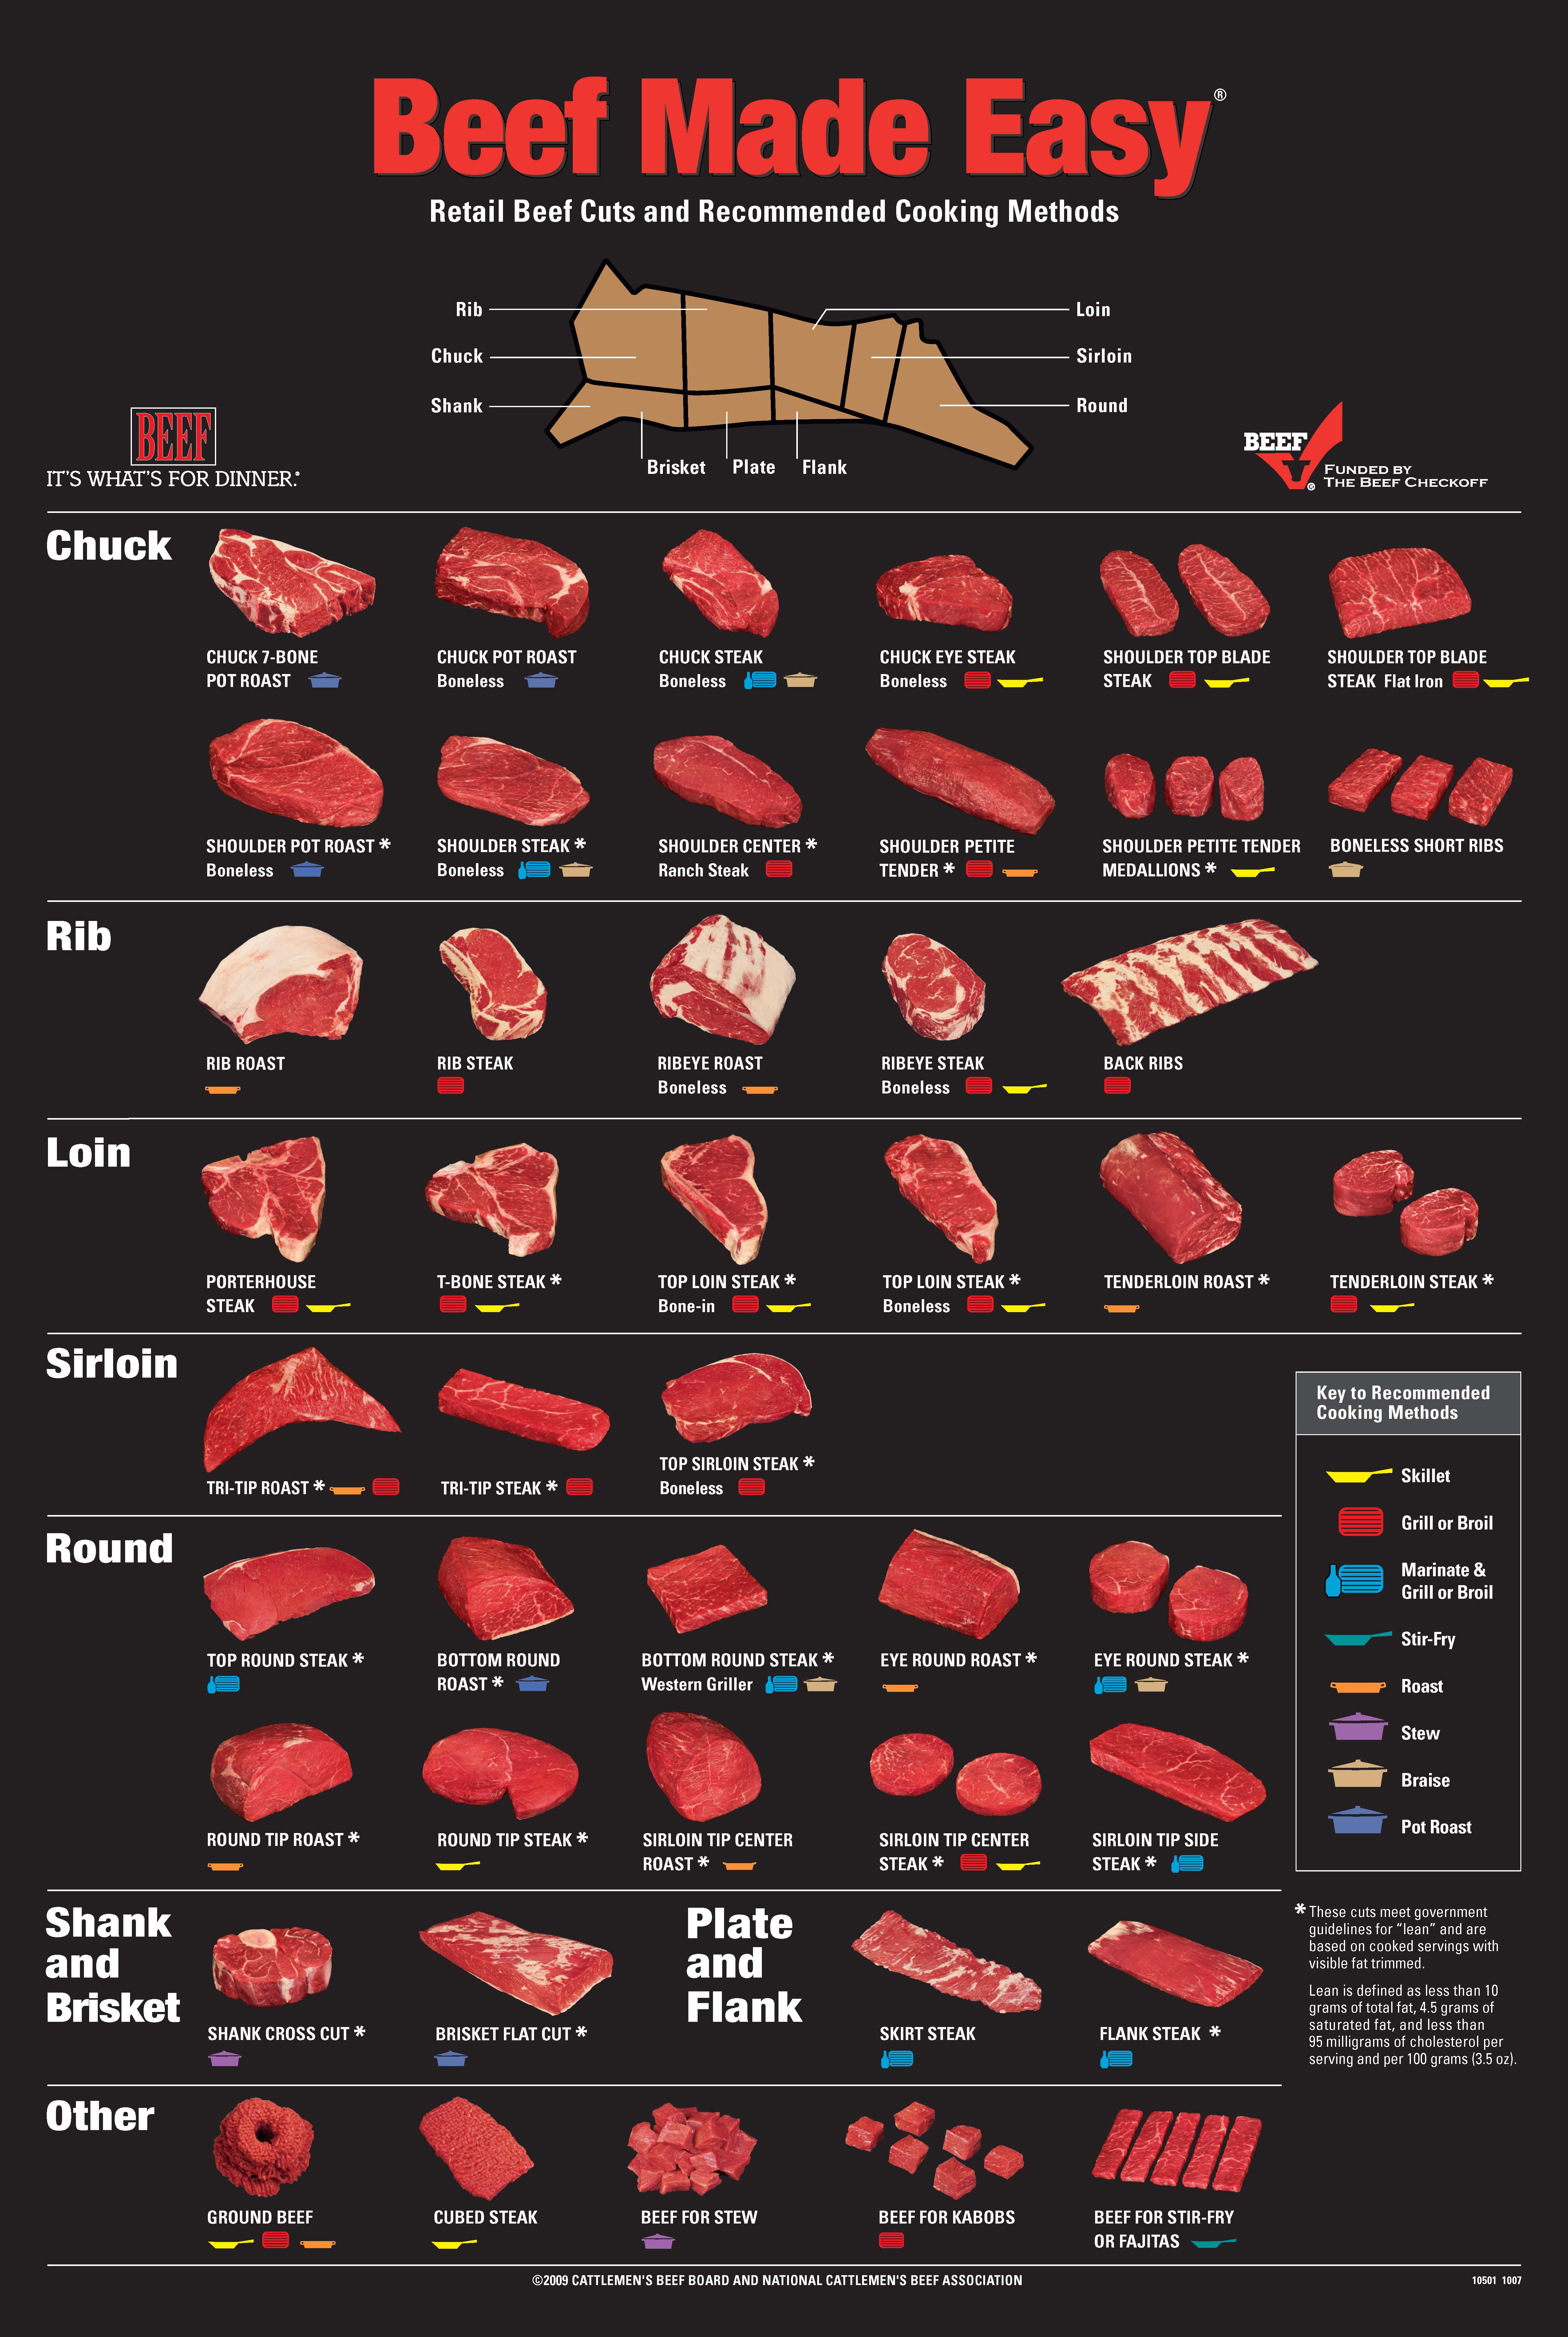 Beef Made Easy®
Retail Beef Cuts and Recommended Cooking Methods
Rib
Loin
Chuck
Sirloin
Shank
Round
Brisket
Plate
Flank
BEEF
IT'S WHAT'S FOR DINNER.®
BEEF
®
FUNDED BY
THE BEEF CHECKOFF
Chuck
CHUCK 7-BONE
POT ROAST
CHUCK POT ROAST
Boneless
CHUCK STEAK
Boneless
CHUCK EYE STEAK
Boneless
SHOULDER TOP BLADE
STEAK
SHOULDER TOP BLADE
STEAK Flat Iron
SHOULDER POT ROAST *
Boneless
SHOULDER STEAK *
Boneless
SHOULDER CENTER *
Ranch Steak
SHOULDER PETITE
TENDER *
SHOULDER PETITE TENDER
MEDALLIONS *
BONELESS SHORT RIBS
Rib
RIB ROAST
RIB STEAK
RIBEYE ROAST
Boneless
RIBEYE STEAK
Boneless
BACK RIBS
Loin
PORTERHOUSE
STEAK
T-BONE STEAK *
TOP LOIN STEAK *
Bone-in
TOP LOIN STEAK *
Boneless
TENDERLOIN ROAST *
TENDERLOIN STEAK *
Sirloin
TRI-TIP ROAST *
TRI-TIP STEAK *
TOP SIRLOIN STEAK *
Boneless
Key to Recommended
Cooking Methods
Skillet
Grill or Broil
Marinate &
Grill or Broil
Stir-Fry
Roast
Stew
Braise
Pot Roast
Round
TOP ROUND STEAK *
BOTTOM ROUND
ROAST *
BOTTOM ROUND STEAK *
Western Griller
EYE ROUND ROAST *
EYE ROUND STEAK *
ROUND TIP ROAST *
ROUND TIP STEAK *
SIRLOIN TIP CENTER
ROAST *
SIRLOIN TIP CENTER
STEAK *
SIRLOIN TIP SIDE
STEAK *
Shank
and
Brisket
SHANK CROSS CUT *
BRISKET FLAT CUT *
Plate
and
Flank
SKIRT STEAK
FLANK STEAK *
* These cuts meet government
guidelines for "lean" and are
based on cooked servings with
visible fat trimmed.
Lean is defined as less than 10
grams of total fat, 4.5 grams of
saturated fat, and less than
95 milligrams of cholesterol per
serving and per 100 grams (3.5 oz).
Other
GROUND BEEF
CUBED STEAK
BEEF FOR STEW
BEEF FOR KABOBS
BEEF FOR STIR-FRY
OR FAJITAS
©2009 CATTLEMEN'S BEEF BOARD AND NATIONAL CATTLEMEN'S BEEF ASSOCIATION
10501 1007